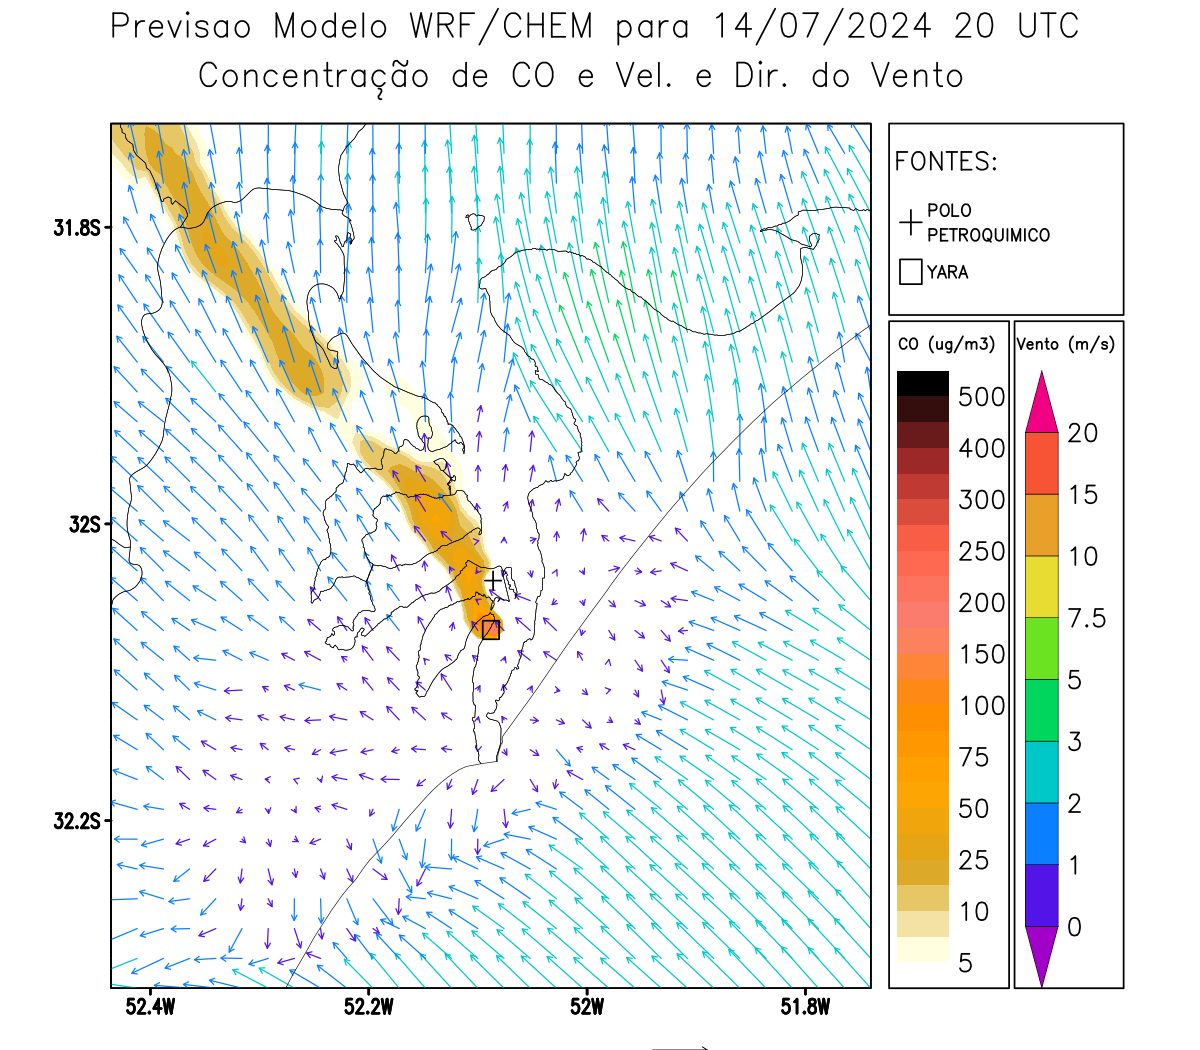 Previsao Modelo WRF/CHEM para 14/07/2024 20 UTC
Concentração de CO e Vel. e Dir. do Vento
FONTES:
POLO
PETROQUIMICO
YARA
CO (ug/m3)
500
400
300
250
200
150
100
75
50
25
10
5
Vento (m/s)
20
15
10
7.5
5
3
2
1
0
31.8S
32S
32.2S
52.4W
52.2W
52W
51.8W